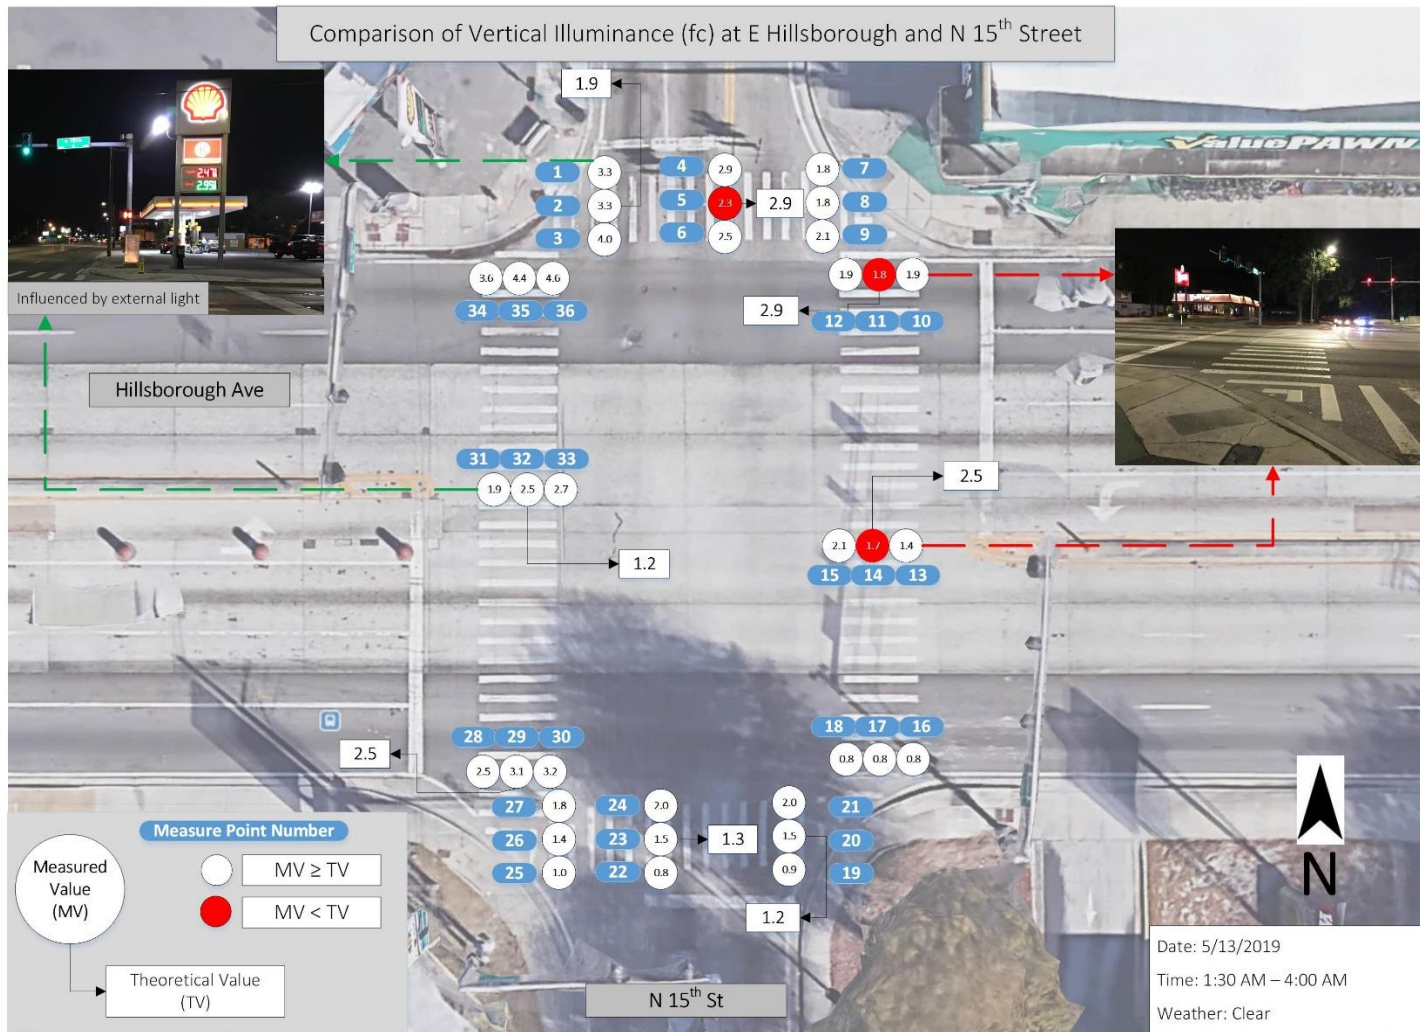 Comparison of Vertical Illuminance (fc) at E Hillsborough and N 15th Street
1.9
ValuePAWN
1 3.3
2 3.3
3 4.0
4 2.9
5 2.3 2.9
6 2.5
1.8 7
1.8 8
2.1 9
Influenced by external light
3.6 4.4 4.6
34 35 36
1.9 1.8 1.9
2.9
12 11 10
Hillsborough Ave
31 32 33
1.9 2.5 2.7
1.2
2.5
2.1 1.7 1.4
15 14 13
28 29 30
2.5
2.5 3.1 3.2
18 17 16
0.8 0.8 0.8
27 1.8
26 1.4
25 1.0
24 2.0
23 1.5 1.3
22 0.8
2.0 21
1.5 20
0.9 19
1.2
Measure Point Number
Measured
Value
(MV)
MV ≥ TV
MV < TV
Theoretical Value
(TV)
N 15th St
N
Date: 5/13/2019
Time: 1:30 AM – 4:00 AM
Weather: Clear